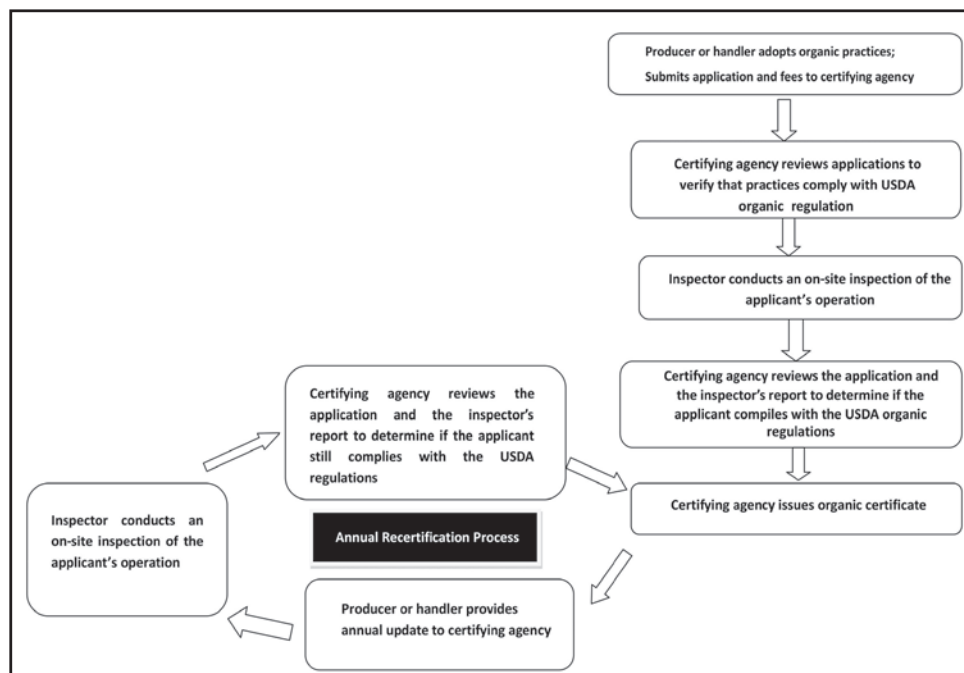 Producer or handler adopts organic practices;
Submits application and fees to certifying agency
Certifying agency reviews applications to
verify that practices comply with USDA
organic regulation
Inspector conducts an on-site inspection of the
applicant's operation
Certifying agency reviews the application and
the inspector's report to determine if the
applicant compiles with the USDA organic
regulations
Certifying agency issues organic certificate
Producer or handler provides
annual update to certifying agency
Inspector conducts an
on-site inspection of the
applicant's operation
Certifying agency reviews the
application and the inspector's
report to determine if the applicant
still complies with the USDA
regulations
Annual Recertification Process